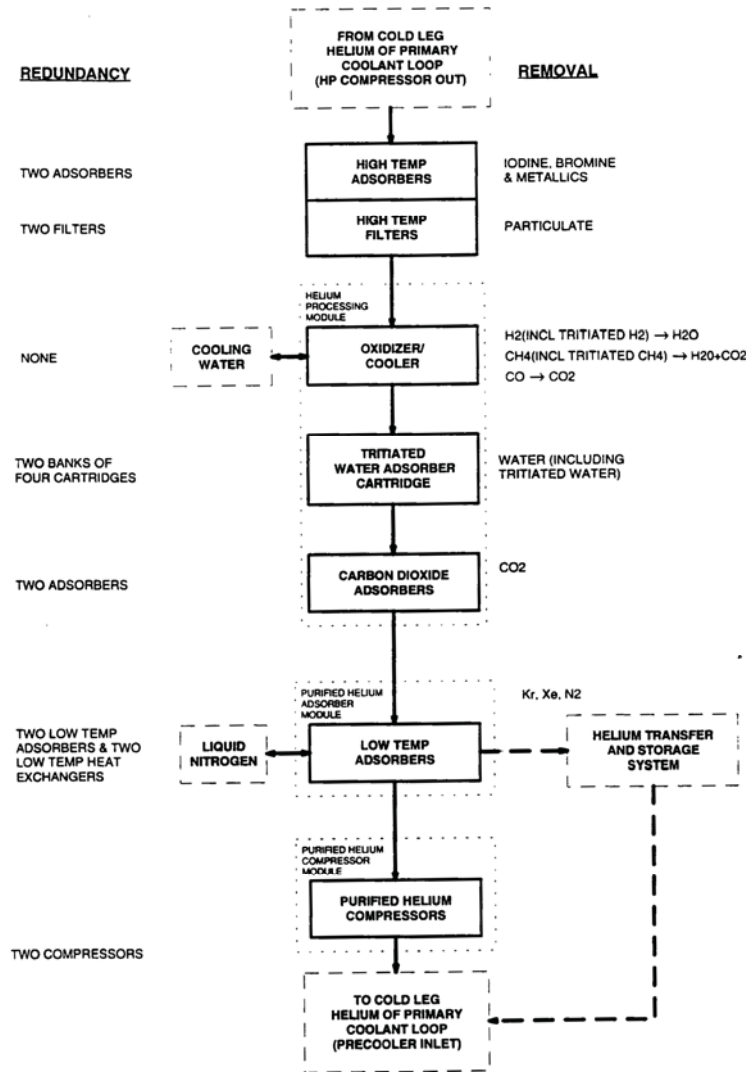 FROM COLD LEG
HELIUM OF PRIMARY
COOLANT LOOP
(HP COMPRESSOR OUT)
REDUNDANCY
REMOVAL
TWO ADSORBERS
HIGH TEMP
ADSORBERS
IODINE, BROMINE
& METALLICS
TWO FILTERS
HIGH TEMP
FILTERS
PARTICULATE
HELIUM
PROCESSING
MODULE
NONE
COOLING
WATER
OXIDIZER/
COOLER
H2(INCL TRITIATED H2) → H2O
CH4(INCL TRITIATED CH4) → H20+CO2
CO → CO2
TWO BANKS OF
FOUR CARTRIDGES
TRITIATED
WATER ADSORBER
CARTRIDGE
WATER (INCLUDING
TRITIATED WATER)
TWO ADSORBERS
CARBON DIOXIDE
ADSORBERS
CO2
PURIFIED HELIUM
ADSORBER
MODULE
Kr, Xe, N2
TWO LOW TEMP
ADSORBERS & TWO
LOW TEMP HEAT
EXCHANGERS
LIQUID
NITROGEN
LOW TEMP
ADSORBERS
HELIUM TRANSFER
AND STORAGE
SYSTEM
PURIFIED HELIUM
COMPRESSOR
MODULE
PURIFIED HELIUM
COMPRESSORS
TWO COMPRESSORS
TO COLD LEG
HELIUM OF PRIMARY
COOLANT LOOP
(PRECOOLER INLET)